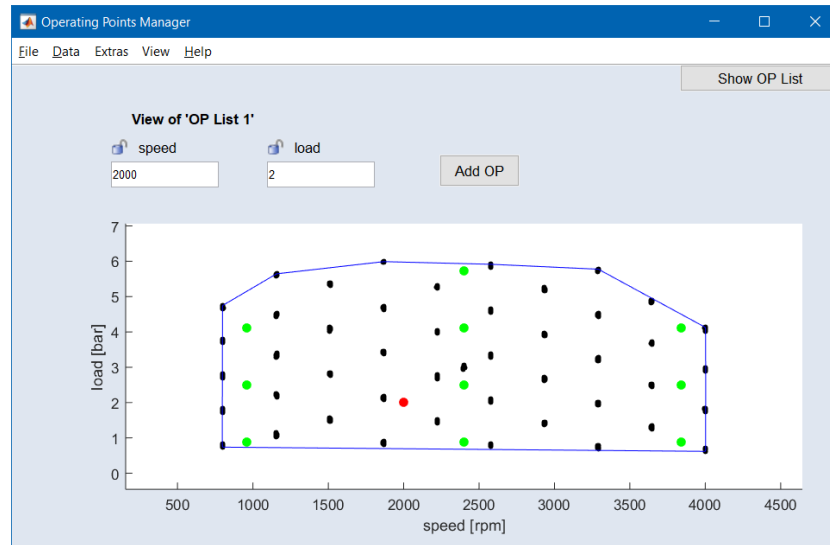 Operating Points Manager
File Data Extras View Help
Show OP List
View of 'OP List 1'
speed load
2000 2 Add OP
7
6
5
4
3
2
1
0
load [bar]
500 1000 1500 2000 2500 3000 3500 4000 4500
speed [rpm]